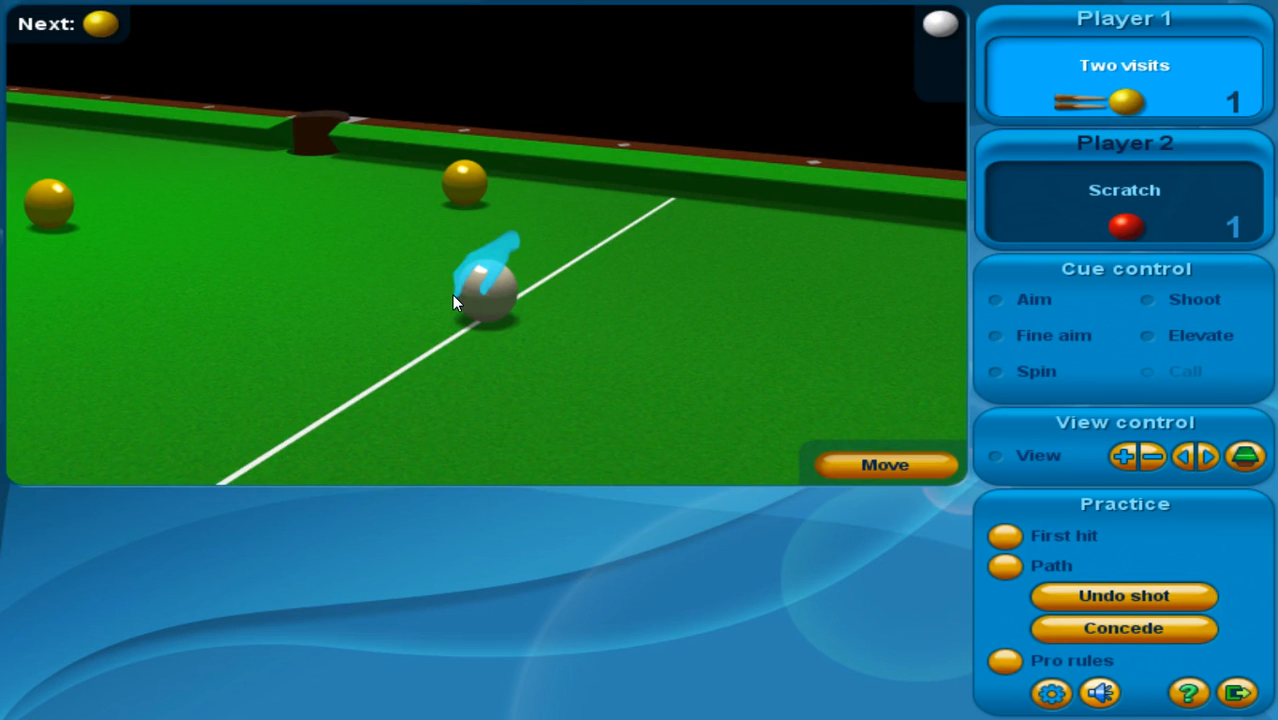 Next:
Move
Player 1
Two visits
1
Player 2
Scratch
1
Cue control
Aim
Shoot
Fine aim
Elevate
Spin
Call
View control
View
Practice
First hit
Path
Undo shot
Concede
Pro rules
?